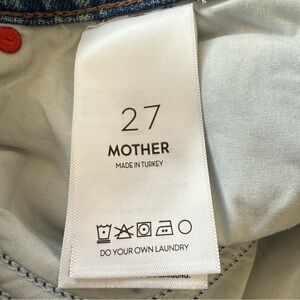 27
MOTHER
MADE IN TURKEY
DO YOUR OWN LAUNDRY